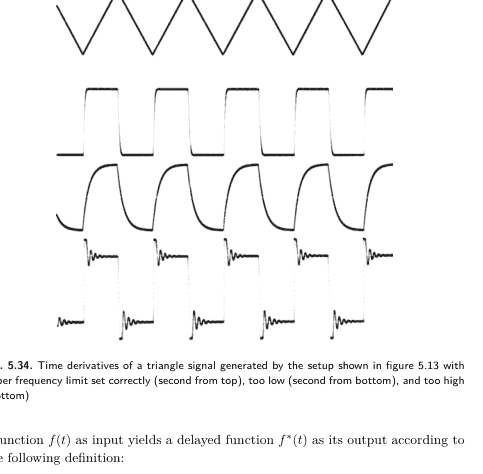 . 5.34. Time derivatives of a triangle signal generated by the setup shown in figure 5.13 with
per frequency limit set correctly (second from top), too low (second from bottom), and too high
ttom)
unction f(t) as input yields a delayed function f*(t) as its output according to
e following definition: